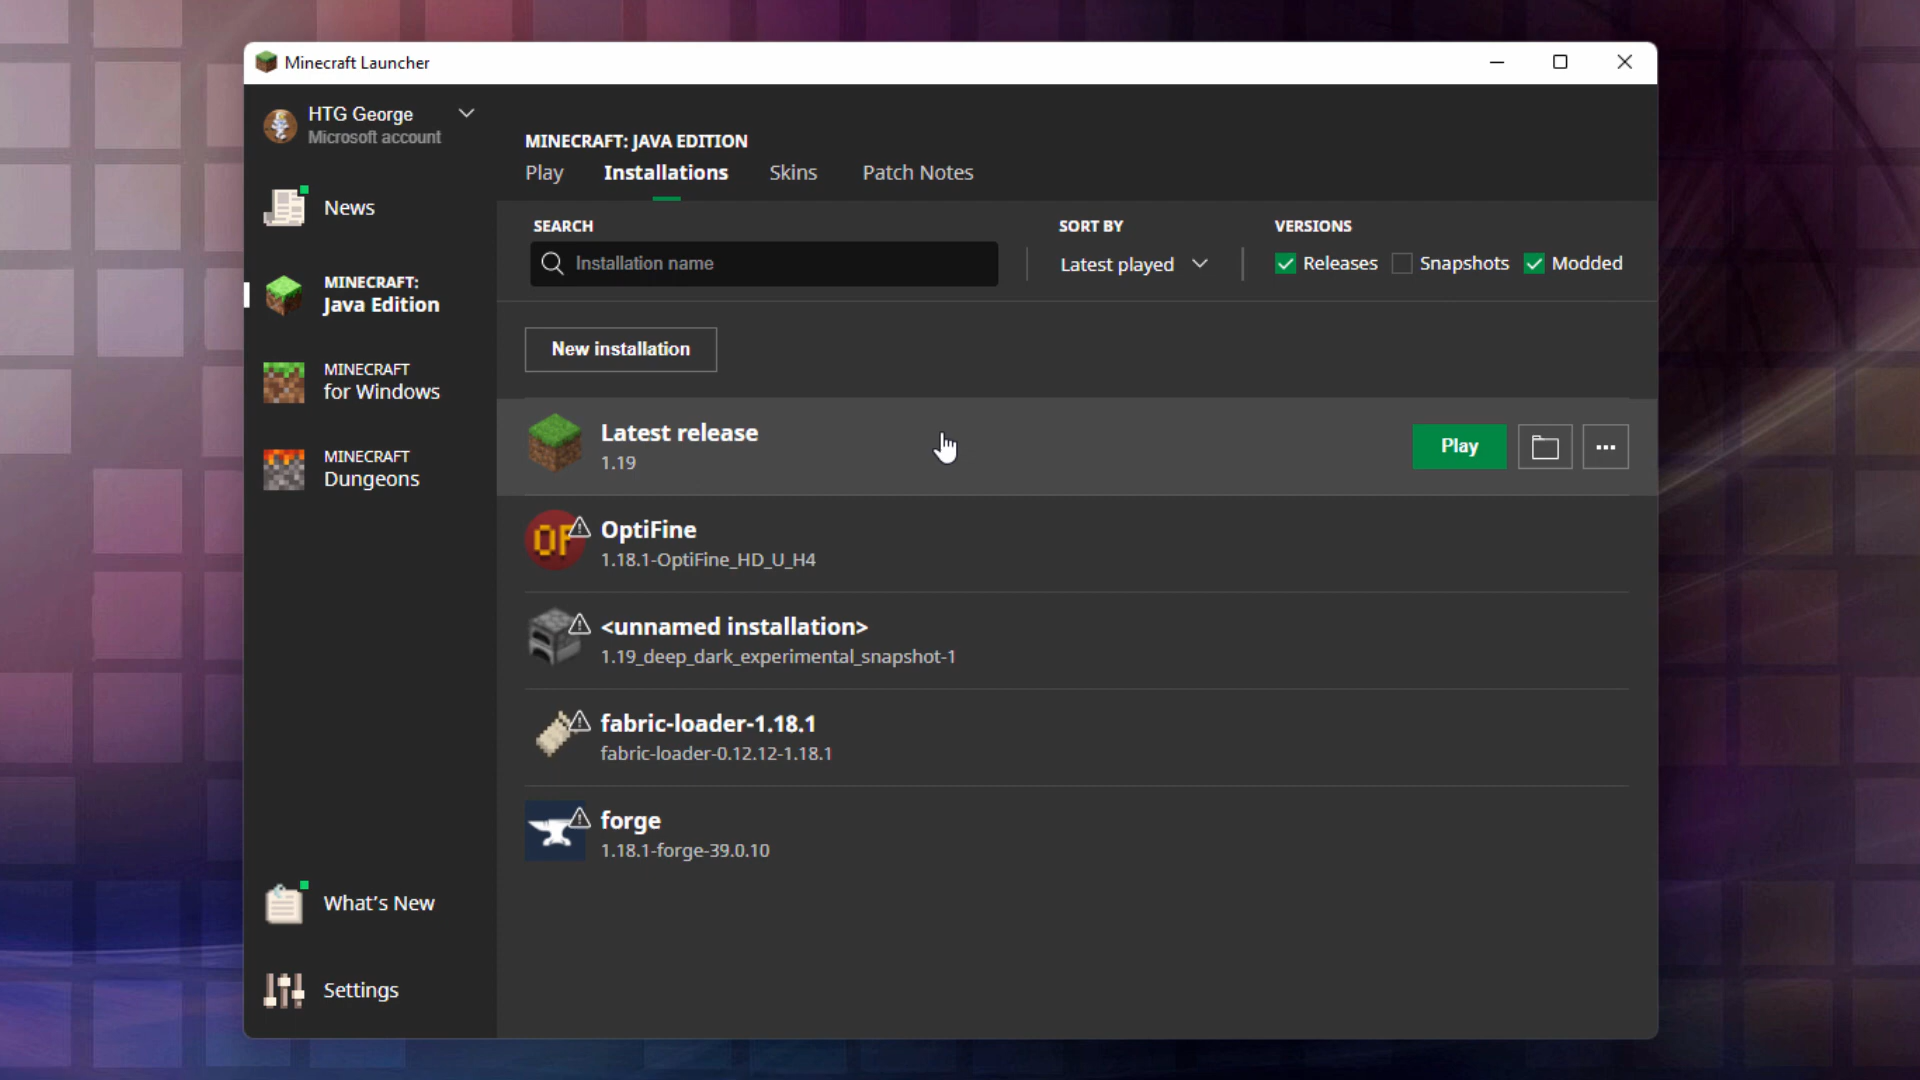 Minecraft Launcher
HTG George
Microsoft account
News
MINECRAFT:
Java Edition
MINECRAFT
for Windows
MINECRAFT
Dungeons
What's New
Settings
MINECRAFT: JAVA EDITION
Play Installations Skins Patch Notes
SEARCH SORT BY VERSIONS
Installation name Latest played Releases Snapshots Modded
New installation
Latest release
1.19
Play
OF
OptiFine
1.18.1-OptiFine_HD_U_H4
<unnamed installation>
1.19_deep_dark_experimental_snapshot-1
fabric-loader-1.18.1
fabric-loader-0.12.12-1.18.1
forge
1.18.1-forge-39.0.10